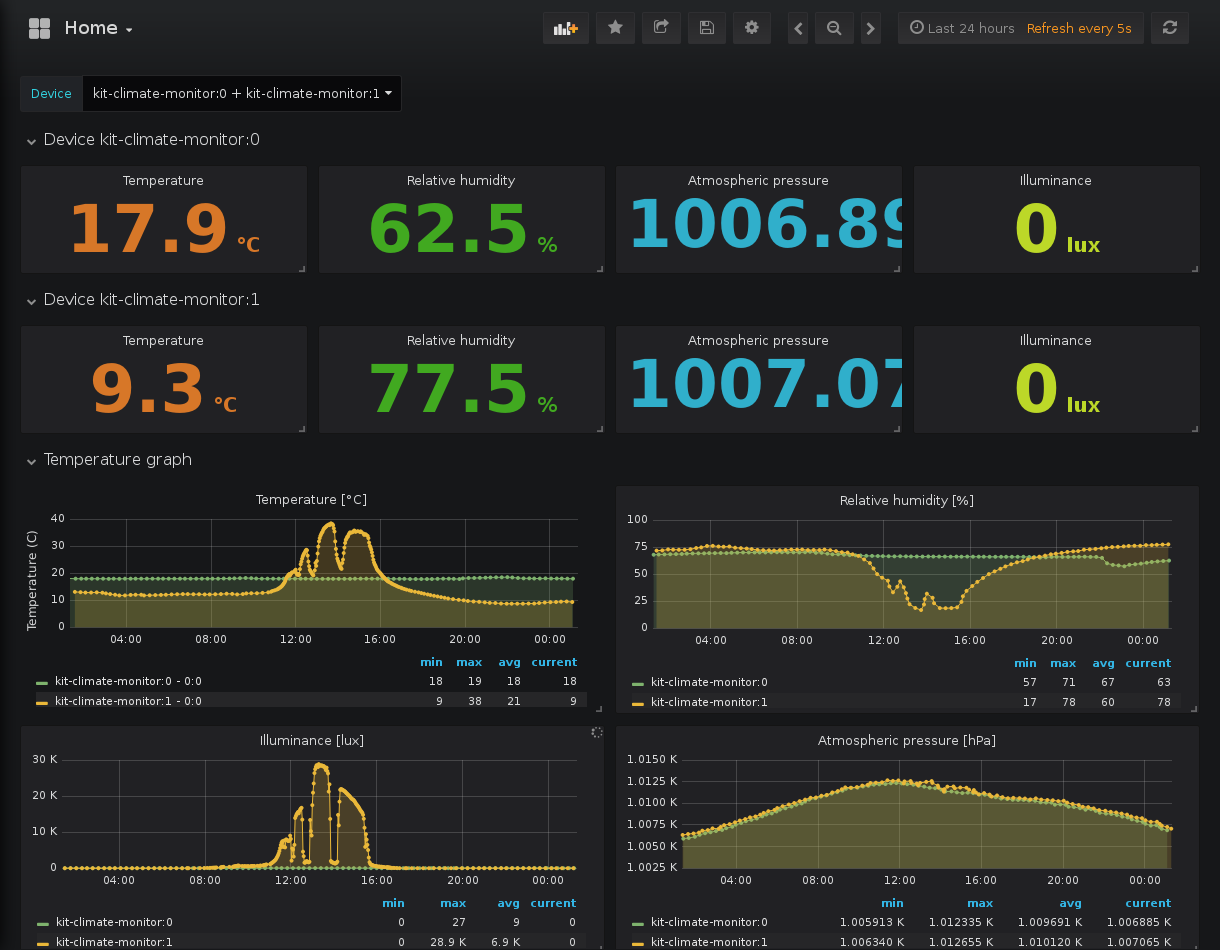 Home
Last 24 hours Refresh every 5s
Device kit-climate-monitor:0 + kit-climate-monitor:1
Device kit-climate-monitor:0
Temperature Relative humidity Atmospheric pressure Illuminance
17.9 °C 62.5 % 1006.89 0 lux
Device kit-climate-monitor:1
Temperature Relative humidity Atmospheric pressure Illuminance
9.3 °C 77.5 % 1007.07 0 lux
Temperature graph
Temperature [°C]
Temperature (C)
40
30
20
10
0
04:00 08:00 12:00 16:00 20:00 00:00
min max avg current
kit-climate-monitor:0 - 0:0 18 19 18 18
kit-climate-monitor:1 - 0:0 9 38 21 9
Relative humidity [%]
100
75
50
25
0
04:00 08:00 12:00 16:00 20:00 00:00
min max avg current
kit-climate-monitor:0 57 71 67 63
kit-climate-monitor:1 17 78 60 78
Illuminance [lux]
30 K
20 K
10 K
0
04:00 08:00 12:00 16:00 20:00 00:00
min max avg current
kit-climate-monitor:0 0 27 9 0
kit-climate-monitor:1 0 28.9 K 6.9 K 0
Atmospheric pressure [hPa]
1.0150 K
1.0125 K
1.0100 K
1.0075 K
1.0050 K
1.0025 K
04:00 08:00 12:00 16:00 20:00 00:00
min max avg current
kit-climate-monitor:0 1.005913 K 1.012335 K 1.009691 K 1.006885 K
kit-climate-monitor:1 1.006340 K 1.012655 K 1.010120 K 1.007065 K